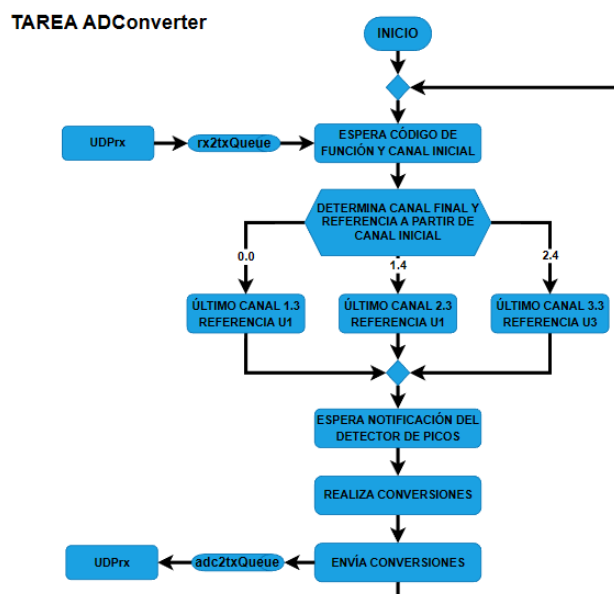 TAREA ADConverter
INICIO
UDPrx
rx2txQueue
ESPERA CÓDIGO DE
FUNCIÓN Y CANAL INICIAL
DETERMINA CANAL FINAL Y
REFERENCIA A PARTIR DE
CANAL INICIAL
0.0
1.4
2.4
ÚLTIMO CANAL 1.3
REFERENCIA U1
ÚLTIMO CANAL 2.3
REFERENCIA U1
ÚLTIMO CANAL 3.3
REFERENCIA U3
ESPERA NOTIFICACIÓN DEL
DETECTOR DE PICOS
REALIZA CONVERSIONES
UDPrx
adc2txQueue
ENVÍA CONVERSIONES